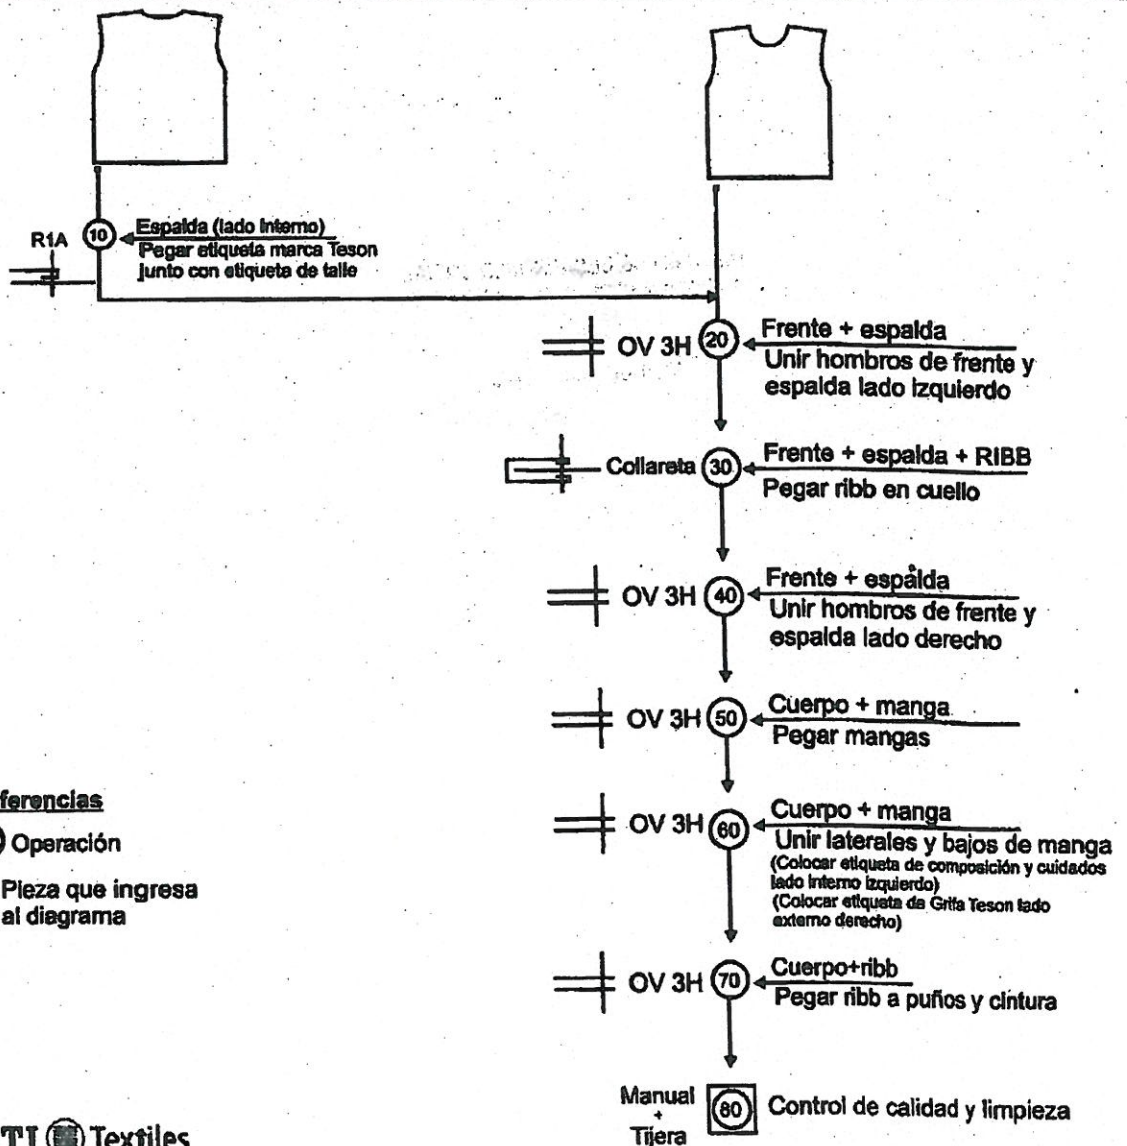 R1A
10
Espalda (lado Interno)
Pegar etiqueta marca Teson
junto con etiqueta de talle
OV 3H
20
Frente + espalda
Unir hombros de frente y
espalda lado izquierdo
Collareta
30
Frente + espalda + RIBB
Pegar ribb en cuello
OV 3H
40
Frente + espalda
Unir hombros de frente y
espalda lado derecho
OV 3H
50
Cuerpo + manga
Pegar mangas
OV 3H
60
Cuerpo + manga
Unir laterales y bajos de manga
(Colocar etiqueta de composición y cuidados
lado interno izquierdo)
(Colocar etiqueta de Grifa Teson lado
externo derecho)
OV 3H
70
Cuerpo+ribb
Pegar ribb a puños y cintura
Manual
+
Tijera
80
Control de calidad y limpieza
ferencias
Operación
Pieza que ingresa
al diagrama
TI Textiles